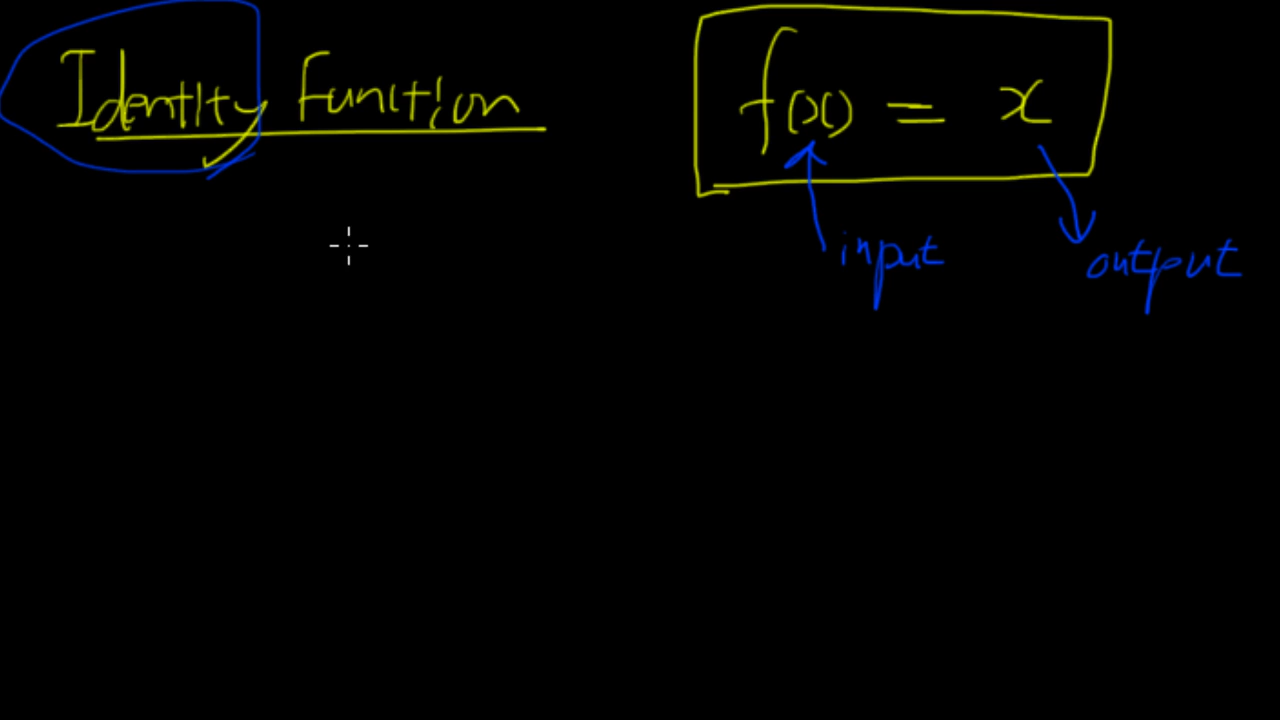 Identity Function
f(x) = x
input
output